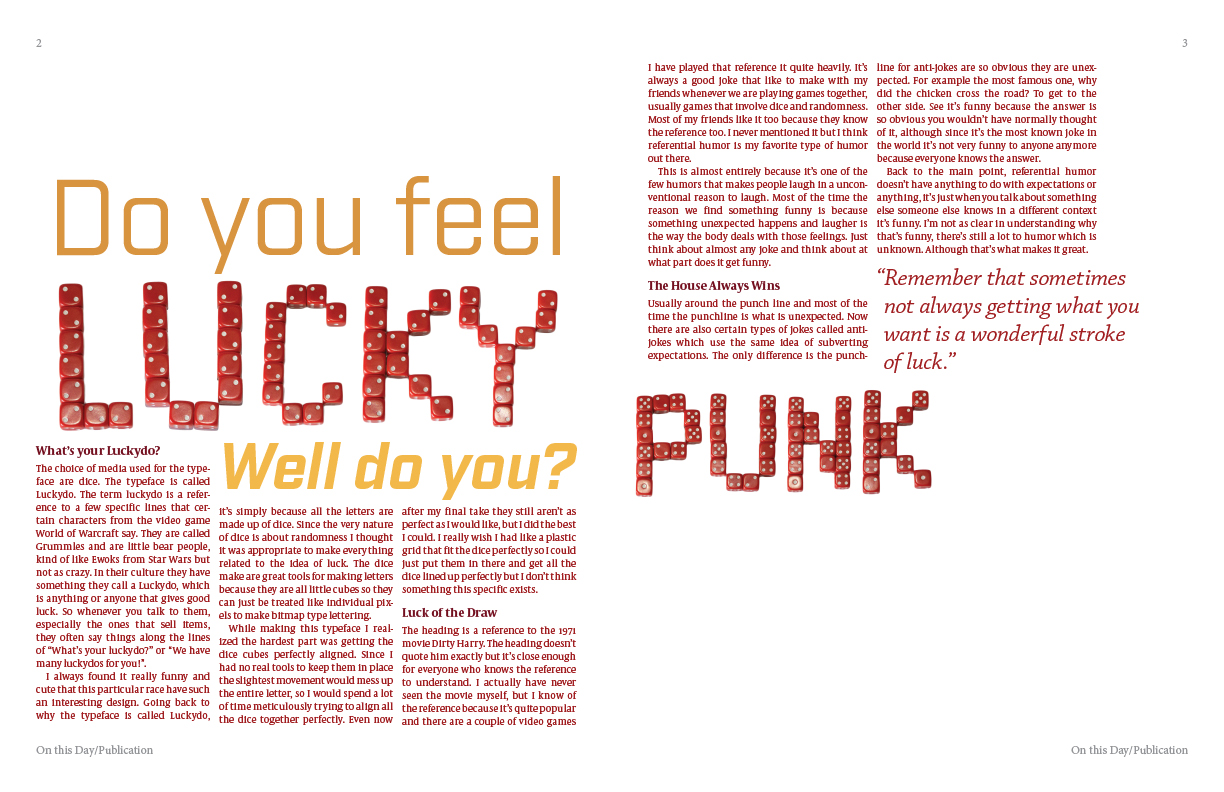 2
Do you feel
LUCKY
Well do you?
What's your Luckydo?
The choice of media used for the type-
face are dice. The typeface is called
Luckydo. The term luckydo is a refer-
ence to a few specific lines that cer-
tain characters from the video game
World of Warcraft say. They are called
Grummles and are little bear people,
kind of like Ewoks from Star Wars but
not as crazy. In their culture they have
something they call a Luckydo, which
is anything or anyone that gives good
luck. So whenever you talk to them,
especially the ones that sell items,
they often say things along the lines
of “What's your luckydo?” or “We have
many luckydos for you!”.
I always found it really funny and
cute that this particular race have such
an interesting design. Going back to
why the typeface is called Luckydo,
it's simply because all the letters are
made up of dice. Since the very nature
of dice is about randomness I thought
it was appropriate to make everything
related to the idea of luck. The dice
make are great tools for making letters
because they are all little cubes so they
can just be treated like individual pix-
els to make bitmap type lettering.
While making this typeface I real-
ized the hardest part was getting the
dice cubes perfectly aligned. Since I
had no real tools to keep them in place
the slightest movement would mess up
the entire letter, so I would spend a lot
of time meticulously trying to align all
the dice together perfectly. Even now
after my final take they still aren't as
perfect as I would like, but I did the best
I could. I really wish I had like a plastic
grid that fit the dice perfectly so I could
just put them in there and get all the
dice lined up perfectly but I don't think
something this specific exists.
Luck of the Draw
The heading is a reference to the 1971
movie Dirty Harry. The heading doesn't
quote him exactly but it's close enough
for everyone who knows the reference
to understand. I actually have never
seen the movie myself, but I know of
the reference because it's quite popular
and there are a couple of video games
On this Day/Publication
3
I have played that reference it quite heavily. It's
always a good joke that like to make with my
friends whenever we are playing games together,
usually games that involve dice and randomness.
Most of my friends like it too because they know
the reference too. I never mentioned it but I think
referential humor is my favorite type of humor
out there.
This is almost entirely because it's one of the
few humors that makes people laugh in a uncon-
ventional reason to laugh. Most of the time the
reason we find something funny is because
something unexpected happens and laugher is
the way the body deals with those feelings. Just
think about almost any joke and think about at
what part does it get funny.
The House Always Wins
Usually around the punch line and most of the
time the punchline is what is unexpected. Now
there are also certain types of jokes called anti-
jokes which use the same idea of subverting
expectations. The only difference is the punch-
line for anti-jokes are so obvious they are unex-
pected. For example the most famous one, why
did the chicken cross the road? To get to the
other side. See it's funny because the answer is
so obvious you wouldn't have normally thought
of it, although since it's the most known joke in
the world it's not very funny to anyone anymore
because everyone knows the answer.
Back to the main point, referential humor
doesn't have anything to do with expectations or
anything, it's just when you talk about something
else someone else knows in a different context
it's funny. I'm not as clear in understanding why
that's funny, there's still a lot to humor which is
unknown. Although that's what makes it great.
“Remember that sometimes
not always getting what you
want is a wonderful stroke
of luck.”
PUNK
On this Day/Publication